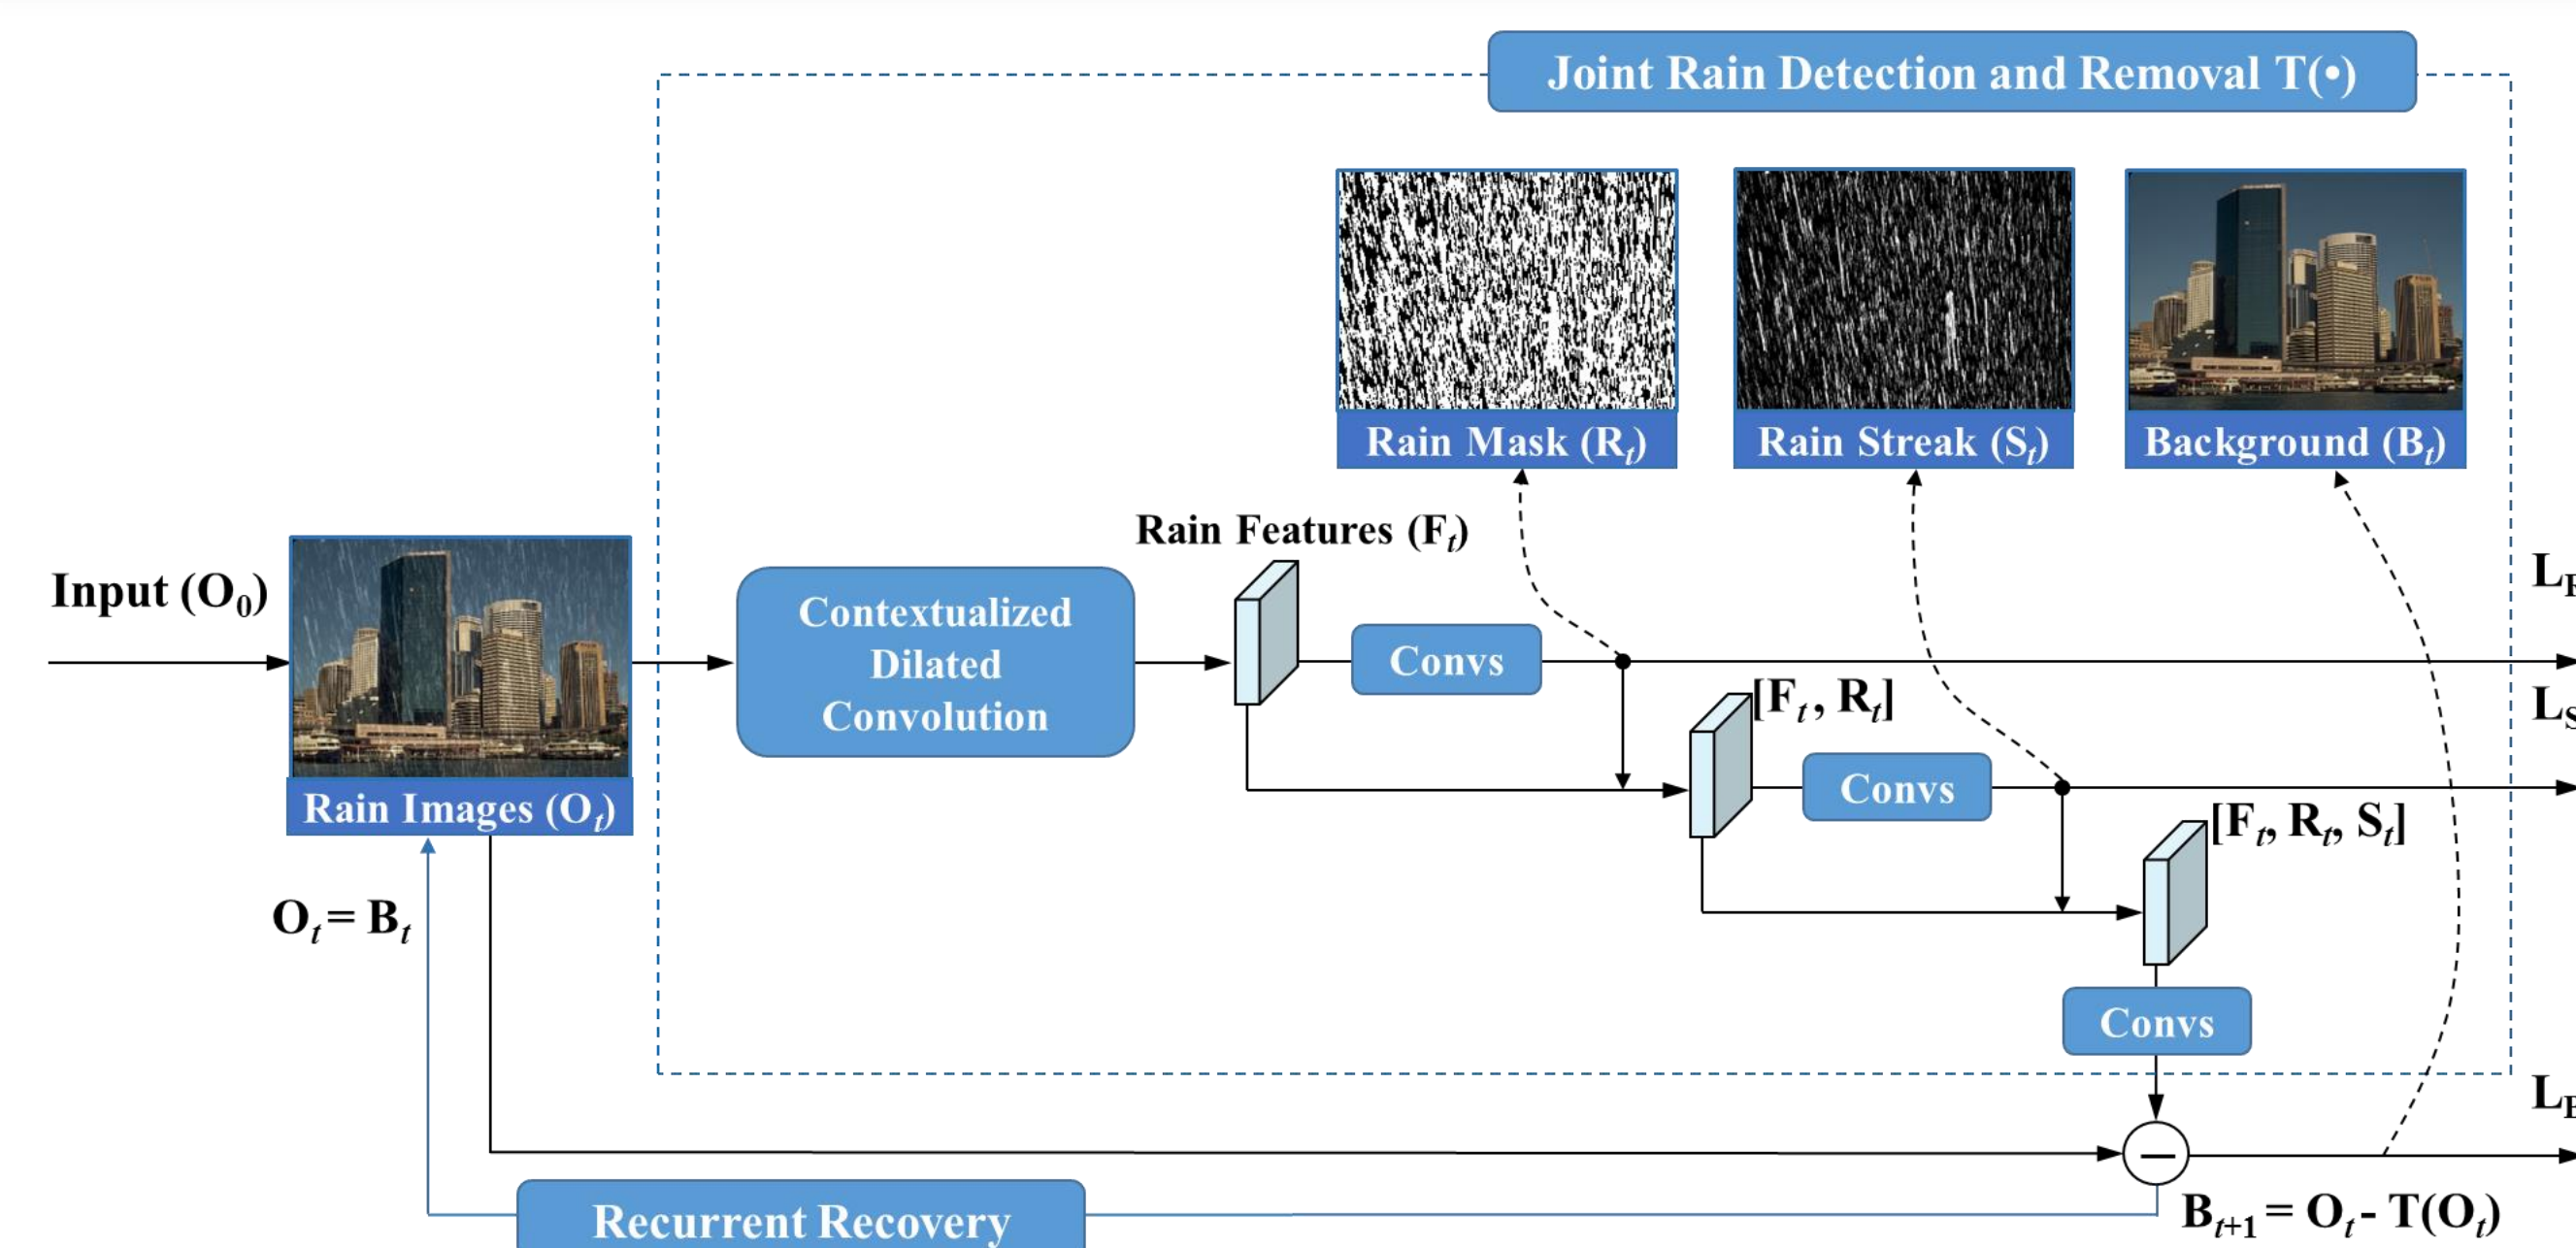 Joint Rain Detection and Removal T(•)
Rain Mask (Rt)
Rain Streak (St)
Background (Bt)
Rain Features (Ft)
Input (O0)
Contextualized
Dilated
Convolution
Convs
[Ft, Rt]
Convs
[Ft, Rt, St]
Rain Images (Ot)
Ot = Bt
Convs
Recurrent Recovery
Bt+1 = Ot - T(Ot)